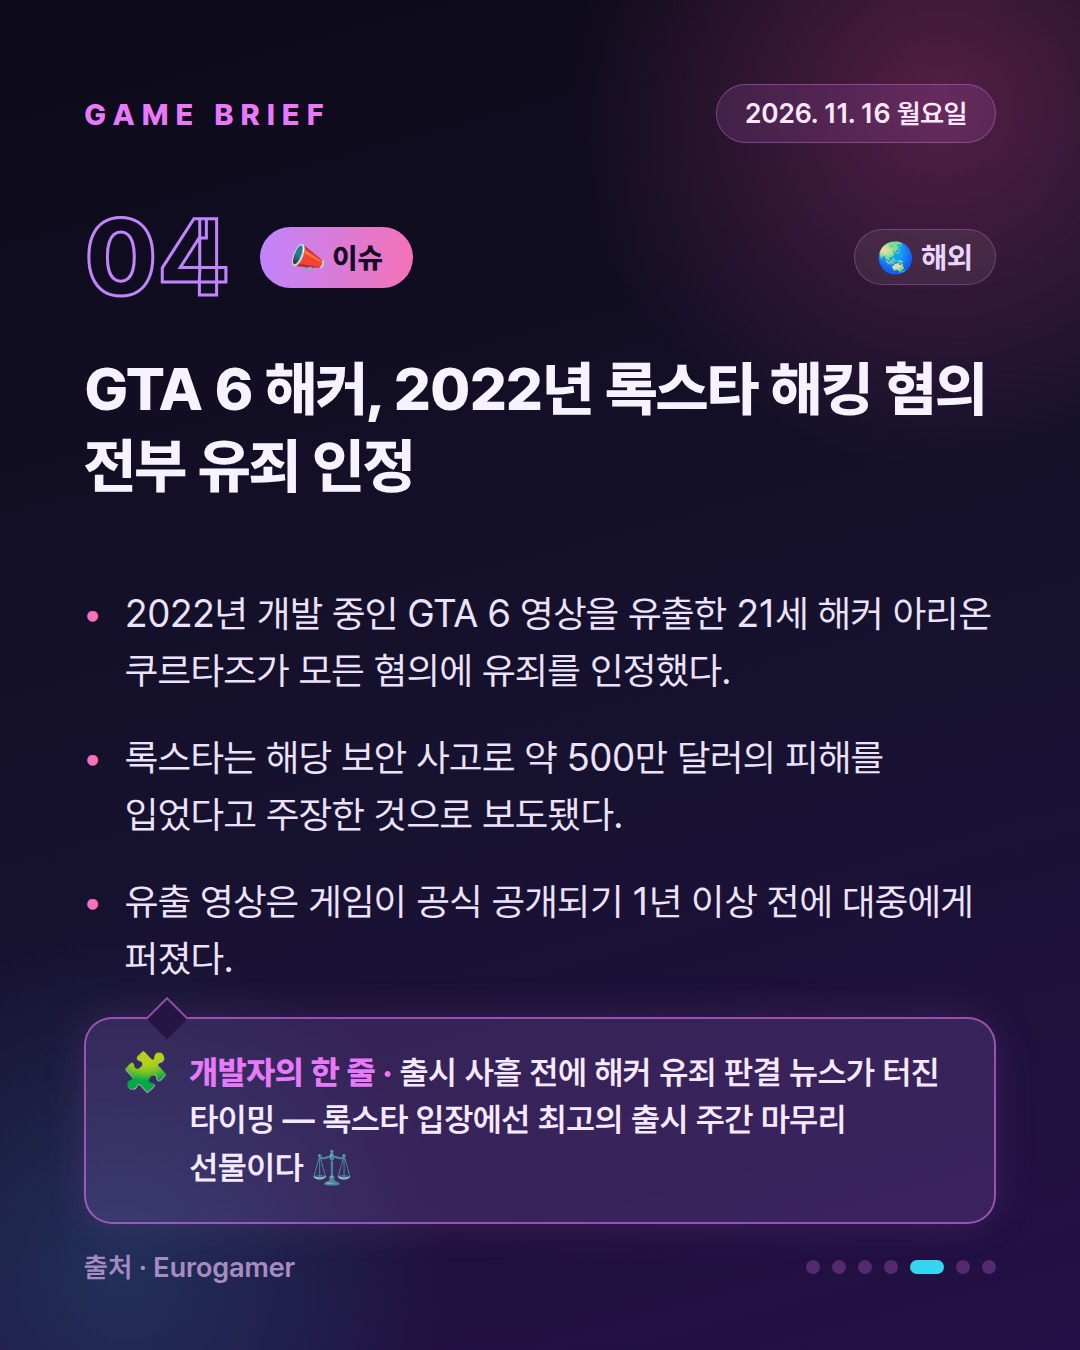 GAME BRIEF
2026. 11. 16 월요일
04
📣 이슈
🌏 해외
GTA 6 해커, 2022년 록스타 해킹 혐의
전부 유죄 인정
• 2022년 개발 중인 GTA 6 영상을 유출한 21세 해커 아리온
쿠르타즈가 모든 혐의에 유죄를 인정했다.
• 록스타는 해당 보안 사고로 약 500만 달러의 피해를
입었다고 주장한 것으로 보도됐다.
• 유출 영상은 게임이 공식 공개되기 1년 이상 전에 대중에게
퍼졌다.
🧩 개발자의 한 줄 · 출시 사흘 전에 해커 유죄 판결 뉴스가 터진
타이밍 — 록스타 입장에선 최고의 출시 주간 마무리
선물이다 ⚖️
출처 · Eurogamer